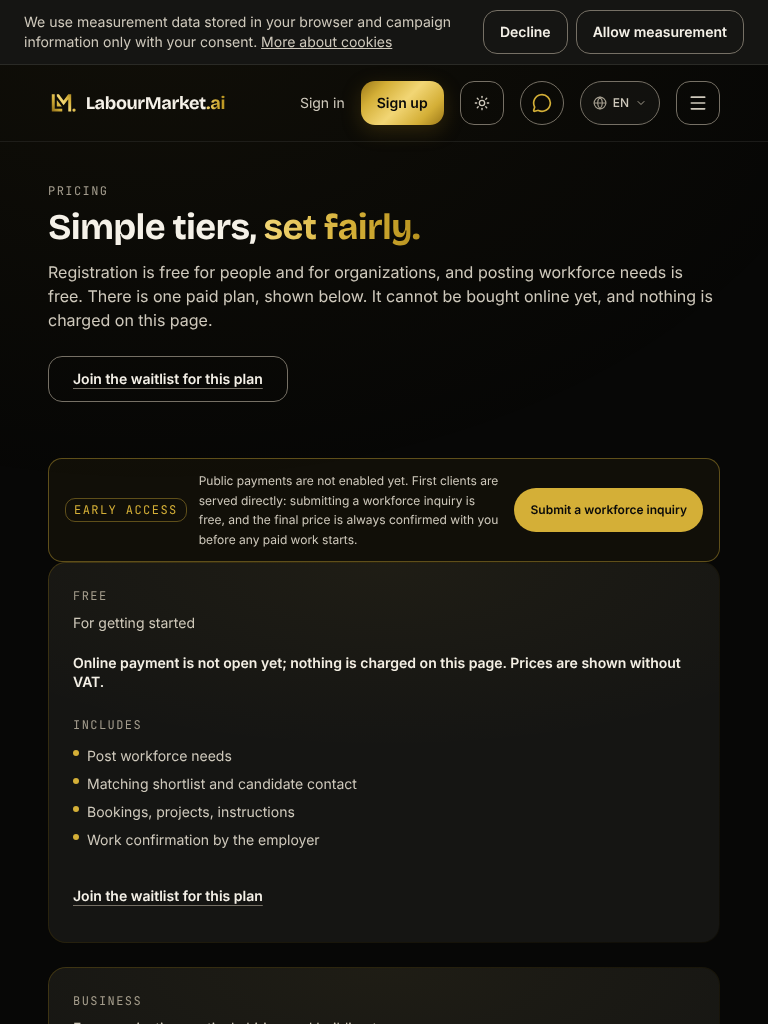 We use measurement data stored in your browser and campaign
information only with your consent. More about cookies
Decline
Allow measurement
LabourMarket.ai
Sign in
Sign up
EN
PRICING
Simple tiers, set fairly.
Registration is free for people and for organizations, and posting workforce needs is
free. There is one paid plan, shown below. It cannot be bought online yet, and nothing is
charged on this page.
Join the waitlist for this plan
EARLY ACCESS
Public payments are not enabled yet. First clients are
served directly: submitting a workforce inquiry is
free, and the final price is always confirmed with you
before any paid work starts.
Submit a workforce inquiry
FREE
For getting started
Online payment is not open yet; nothing is charged on this page. Prices are shown without
VAT.
INCLUDES
Post workforce needs
Matching shortlist and candidate contact
Bookings, projects, instructions
Work confirmation by the employer
Join the waitlist for this plan
BUSINESS